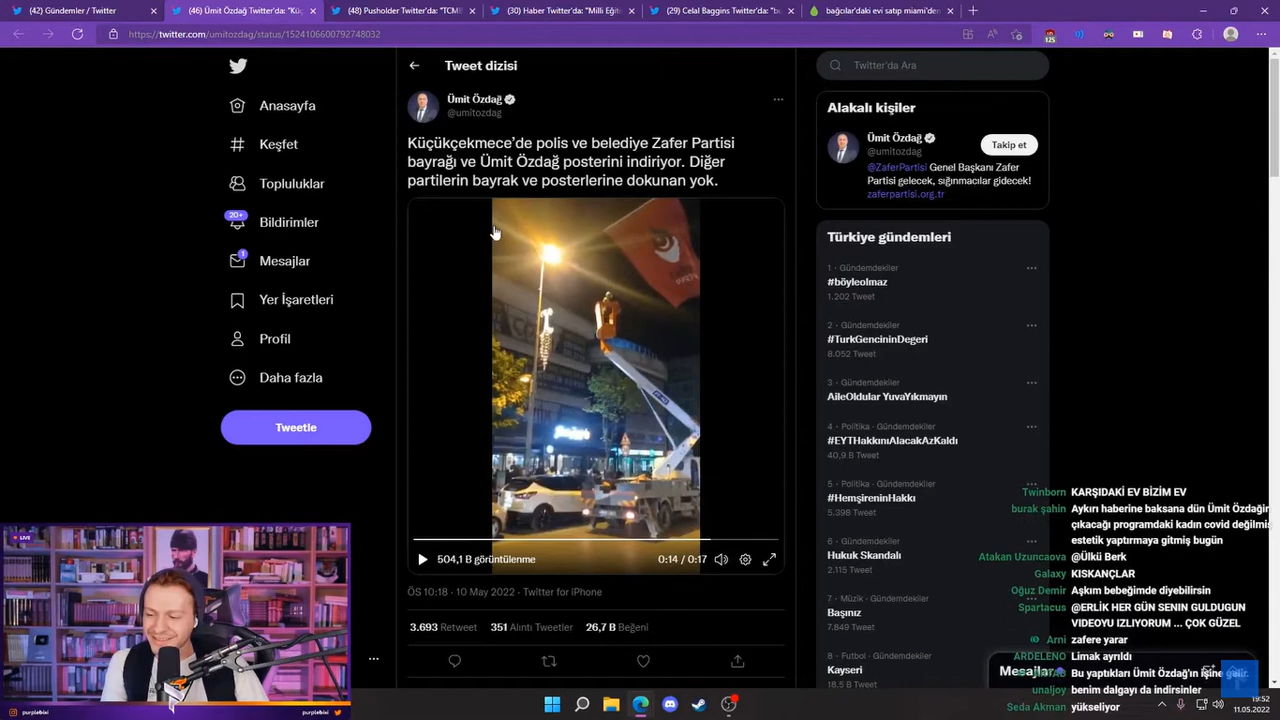 (42) Gündemler / Twitter
(46) Ümit Özdağ Twitter'da: "Küç
(48) Pusholder Twitter'da: "TCMB
(30) Haber Twitter'da: "Milli Eğiti
(29) Celal Baggins Twitter'da: "bu
bağcılar'daki evi satıp miami'den
https://twitter.com/umitozdag/status/1524106600792748032
125
Anasayfa
Keşfet
Topluluklar
20+
Bildirimler
1
Mesajlar
Yer İşaretleri
Profil
Daha fazla
Tweetle
Tweet dizisi
Ümit Özdağ
@umitozdag
Küçükçekmece'de polis ve belediye Zafer Partisi
bayrağı ve Ümit Özdağ posterini indiriyor. Diğer
partilerin bayrak ve posterlerine dokunan yok.
504,1 B görüntülenme
0:14 / 0:17
ÖS 10:18 · 10 May 2022 · Twitter for iPhone
3.693 Retweet 351 Alıntı Tweetler 26,7 B Beğeni
Twitter'da Ara
Alakalı kişiler
Ümit Özdağ
@umitozdag
Takip et
@ZaferPartisi Genel Başkanı Zafer
Partisi gelecek, sığınmacılar gidecek!
zaferpartisi.org.tr
Türkiye gündemleri
1 · Gündemdekiler
#böyleolmaz
1.202 Tweet
2 · Gündemdekiler
#TurkGencininDegeri
8.052 Tweet
3 · Gündemdekiler
AileOldular YuvaYıkmayın
4 · Politika · Gündemdekiler
#EYTHakkınıAlacakAzKaldı
40,9 B Tweet
5 · Politika · Gündemdekiler
#HemşireninHakkı
5.398 Tweet
6 · Gündemdekiler
Hukuk Skandalı
2.115 Tweet
7 · Müzik · Gündemdekiler
Başınız
7.849 Tweet
8 · Futbol · Gündemdekiler
Kayseri
18,5 B Tweet
Mesajlar
Twinborn KARŞIDAKİ EV BİZİM EV
burak şahin Aykırı haberine baksana dün Ümit Özdağın
çıkacağı programdaki kadın covid değilmiş
estetik yaptırmaya gitmiş bugün
Atakan Uzuncaova @Ülkü Berk
Galaxy KISKANÇLAR
Oğuz Demir Aşkım bebeğimde diyebilirsin
Spartacus @ERLİK HER GÜN SENIN GULDUGUN
VIDEOYU IZLIYORUM ... ÇOK GÜZEL
Arni zafere yarar
ARDELENO Limak ayrıldı
Bu yaptıkları Ümit Özdağ'ın işine gelir.
unaljoy benim dalgayı da indirsinler
Seda Akman yükseliyor
LIVE
purplebixi
purplebixi
19:52
11.05.2022